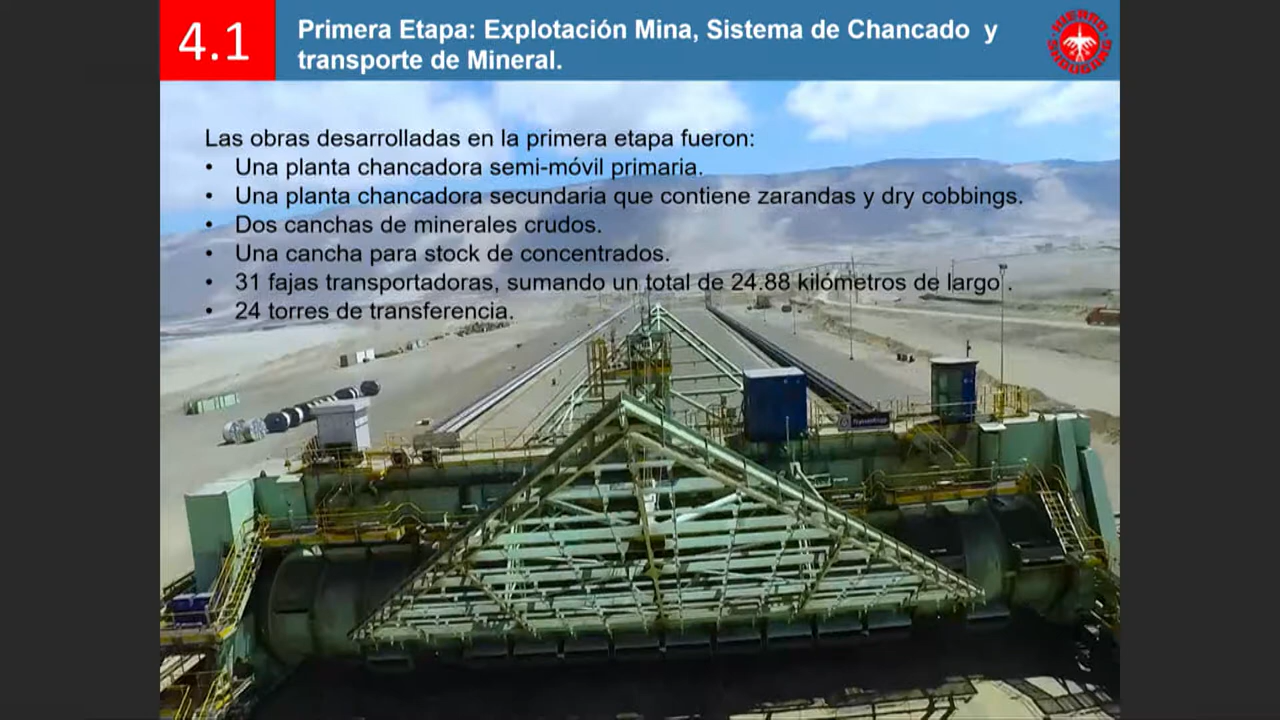 4.1
Primera Etapa: Explotación Mina, Sistema de Chancado y
transporte de Mineral.
HIERRO
SHOUGANG
Las obras desarrolladas en la primera etapa fueron:
• Una planta chancadora semi-móvil primaria.
• Una planta chancadora secundaria que contiene zarandas y dry cobbings.
• Dos canchas de minerales crudos.
• Una cancha para stock de concentrados.
• 31 fajas transportadoras, sumando un total de 24.88 kilómetros de largo .
• 24 torres de transferencia.